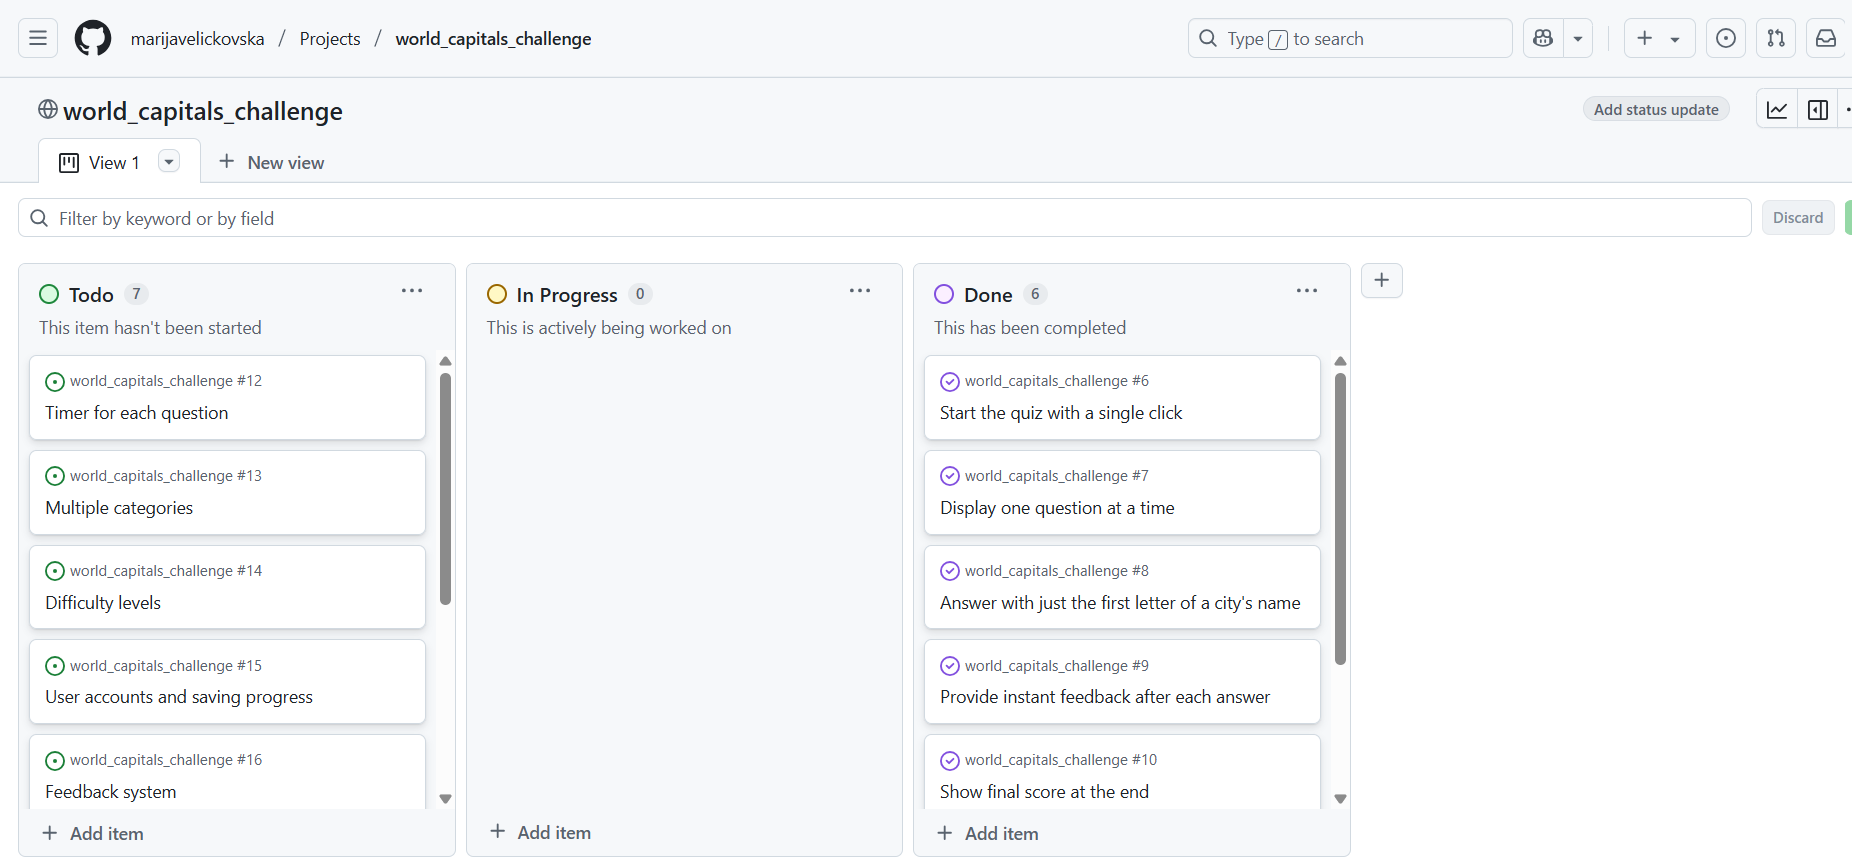 marijavelickovska / Projects / world_capitals_challenge
Type / to search
world_capitals_challenge
Add status update
View 1
New view
Filter by keyword or by field
Discard
Todo 7
This item hasn't been started
world_capitals_challenge #12
Timer for each question
world_capitals_challenge #13
Multiple categories
world_capitals_challenge #14
Difficulty levels
world_capitals_challenge #15
User accounts and saving progress
world_capitals_challenge #16
Feedback system
Add item
In Progress 0
This is actively being worked on
Add item
Done 6
This has been completed
world_capitals_challenge #6
Start the quiz with a single click
world_capitals_challenge #7
Display one question at a time
world_capitals_challenge #8
Answer with just the first letter of a city's name
world_capitals_challenge #9
Provide instant feedback after each answer
world_capitals_challenge #10
Show final score at the end
Add item